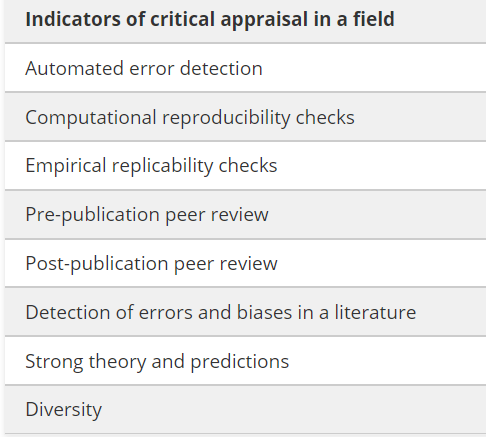 Indicators of critical appraisal in a field
Automated error detection
Computational reproducibility checks
Empirical replicability checks
Pre-publication peer review
Post-publication peer review
Detection of errors and biases in a literature
Strong theory and predictions
Diversity